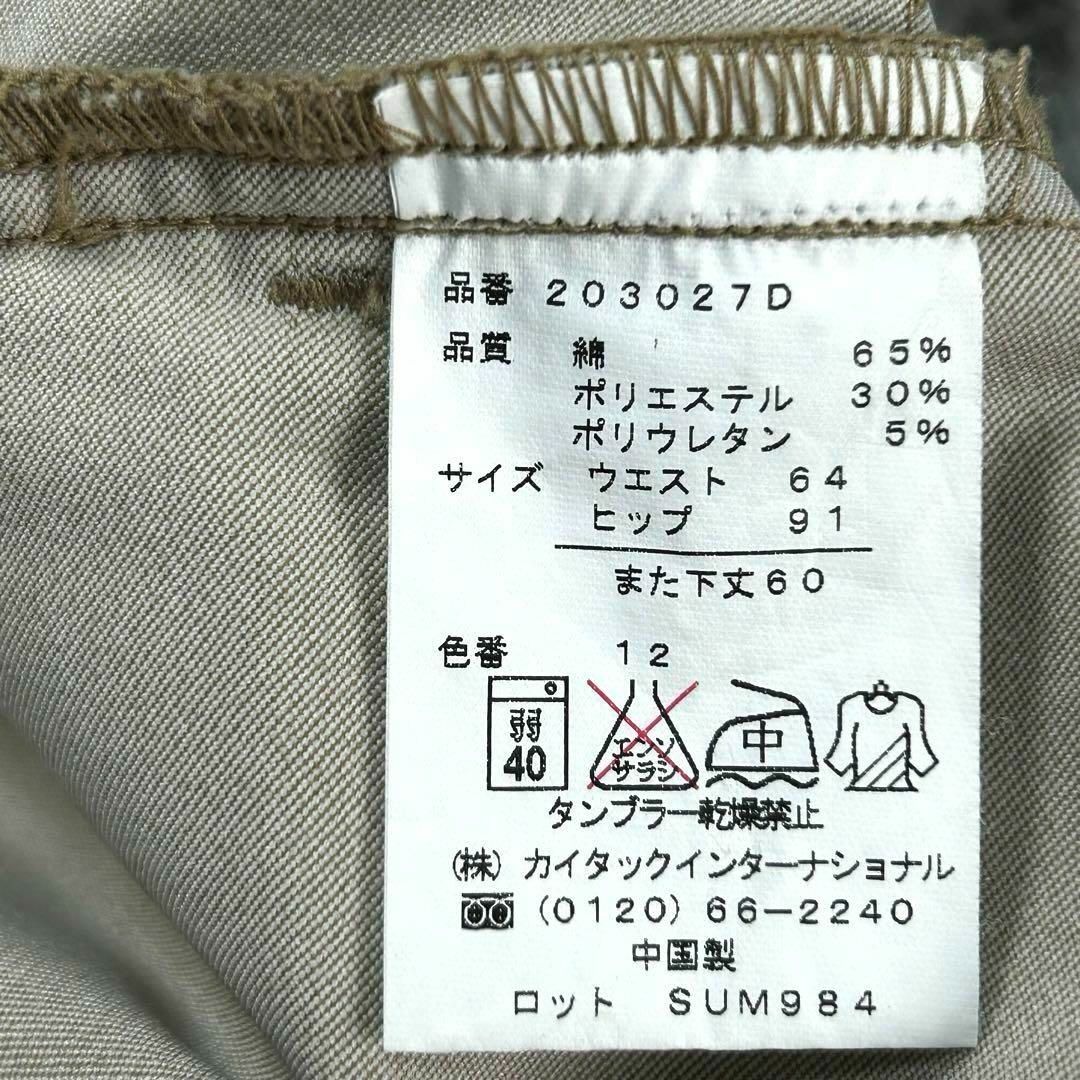 品番 203027D
品質 綿 65%
ポリエステル 30%
ポリウレタン 5%
サイズ ウエスト 64
ヒップ 91
また下丈60
色番 12
弱
40
エンソ
サラシ
中
タンブラー乾燥禁止
(株) カイタックインターナショナル
(0120) 66-2240
中国製
ロット SUM984